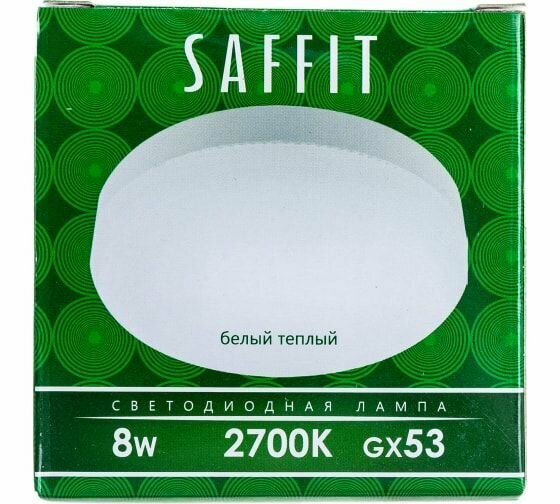 SAFFIT
белый теплый
СВЕТОДИОДНАЯ ЛАМПА
8W 2700K GX53